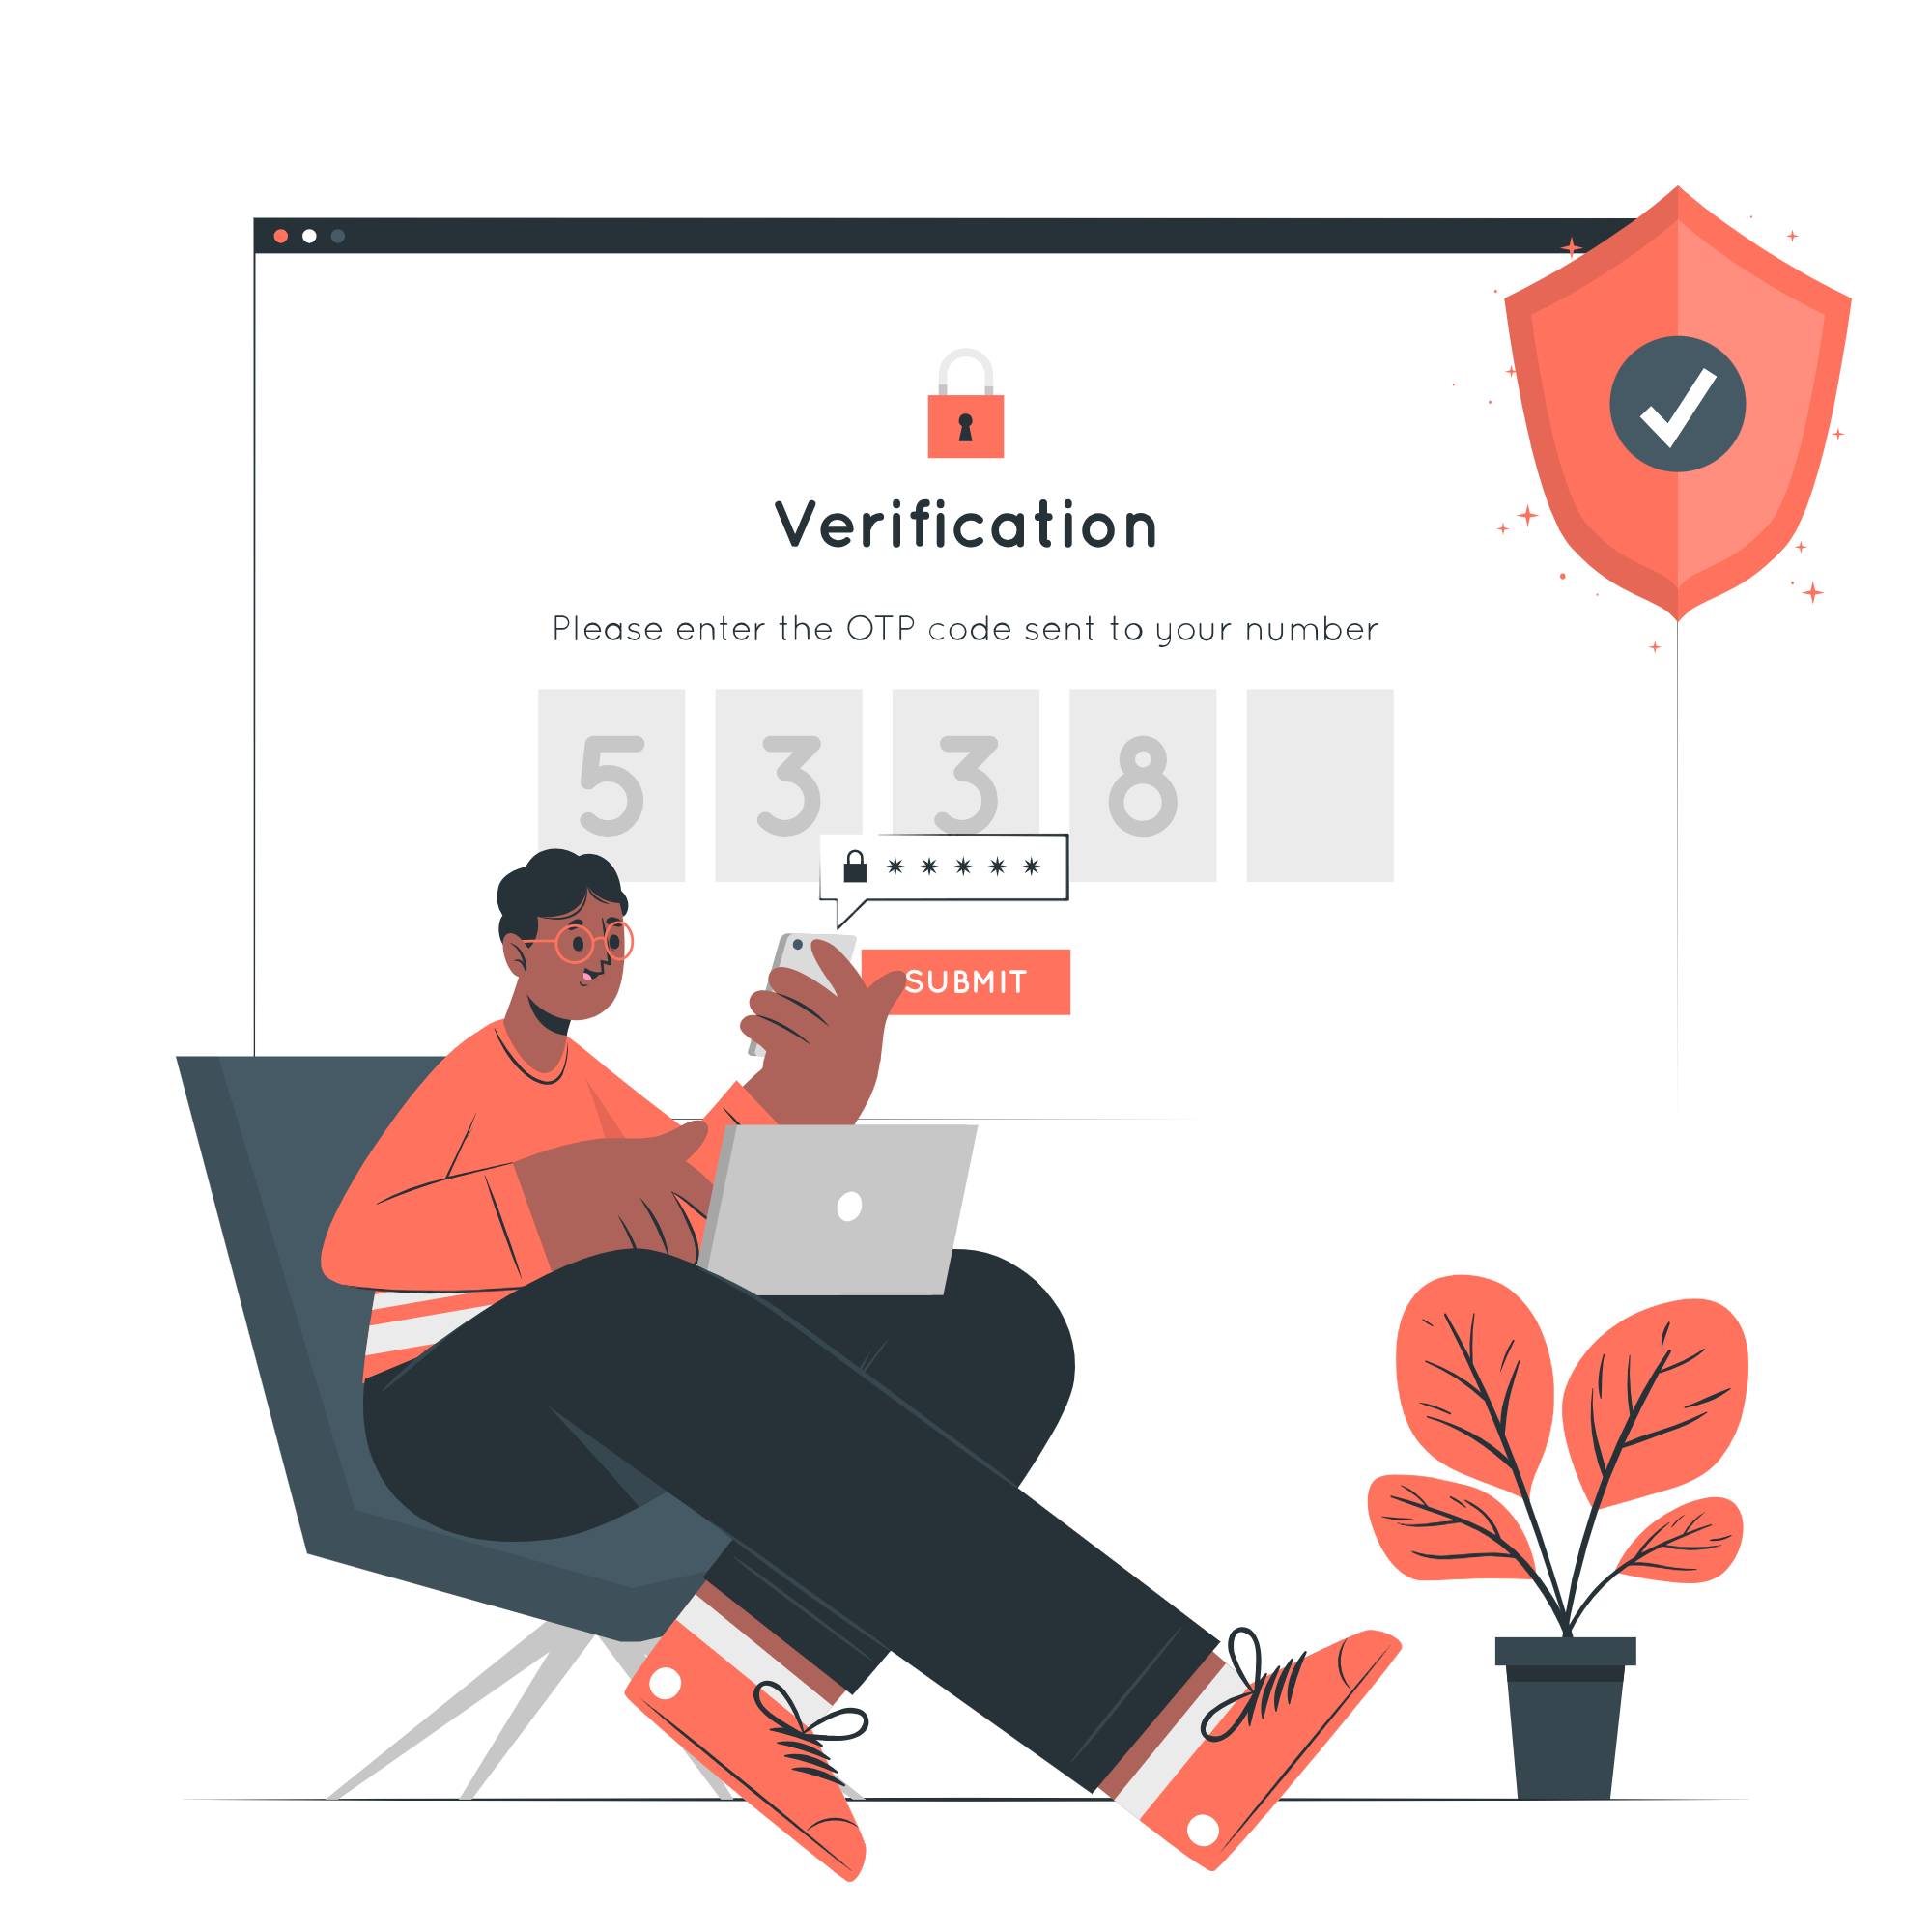 Verification
Please enter the OTP code sent to your number
5 3 3 8
* * * * *
SUBMIT